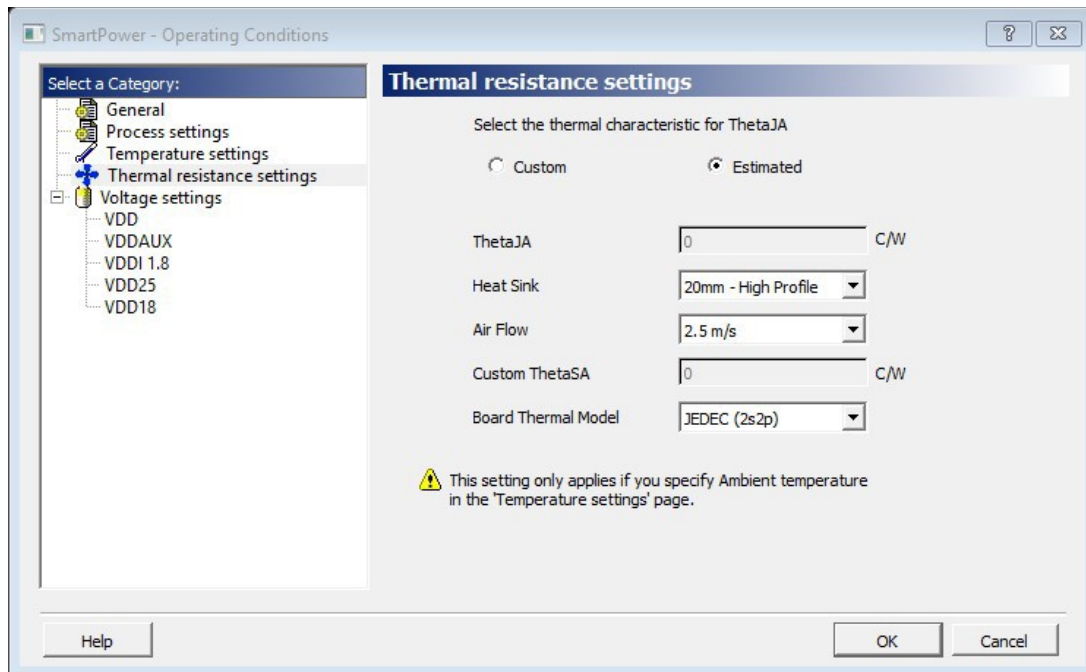 SmartPower - Operating Conditions
Select a Category:
General
Process settings
Temperature settings
Thermal resistance settings
Voltage settings
VDD
VDDAUX
VDDI 1.8
VDD25
VDD18
Thermal resistance settings
Select the thermal characteristic for ThetaJA
Custom Estimated
ThetaJA 0 C/W
Heat Sink 20mm - High Profile
Air Flow 2.5 m/s
Custom ThetaSA 0 C/W
Board Thermal Model JEDEC (2s2p)
This setting only applies if you specify Ambient temperature
in the 'Temperature settings' page.
Help OK Cancel